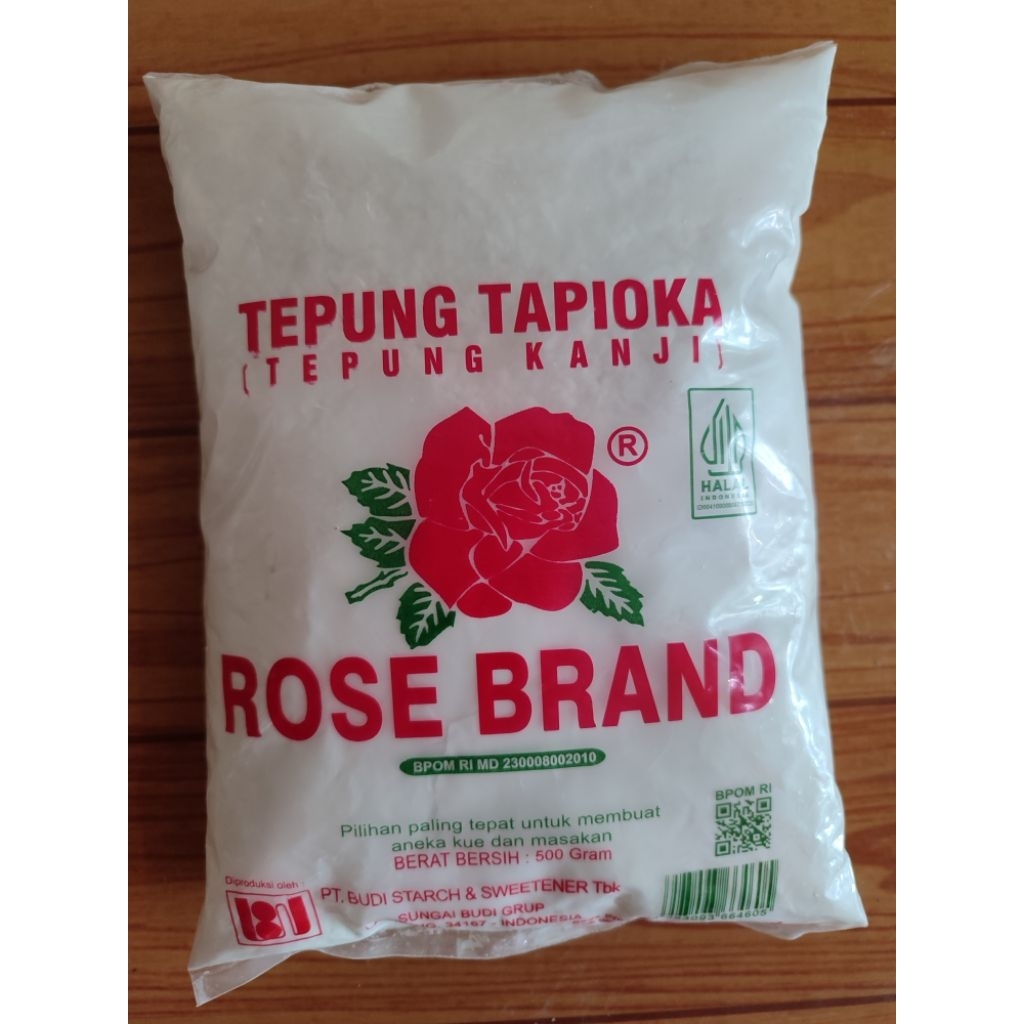 TEPUNG TAPIOKA
(TEPUNG KANJI)
®
HALAL
INDONESIA
ROSE BRAND
BPOM RI MD 230008002010
BPOM RI
Pilihan paling tepat untuk membuat
aneka kue dan masakan
BERAT BERSIH : 500 Gram
Diproduksi oleh :
PT. BUDI STARCH & SWEETENER Tbk
SUNGAI BUDI GRUP
34167 - INDONESIA